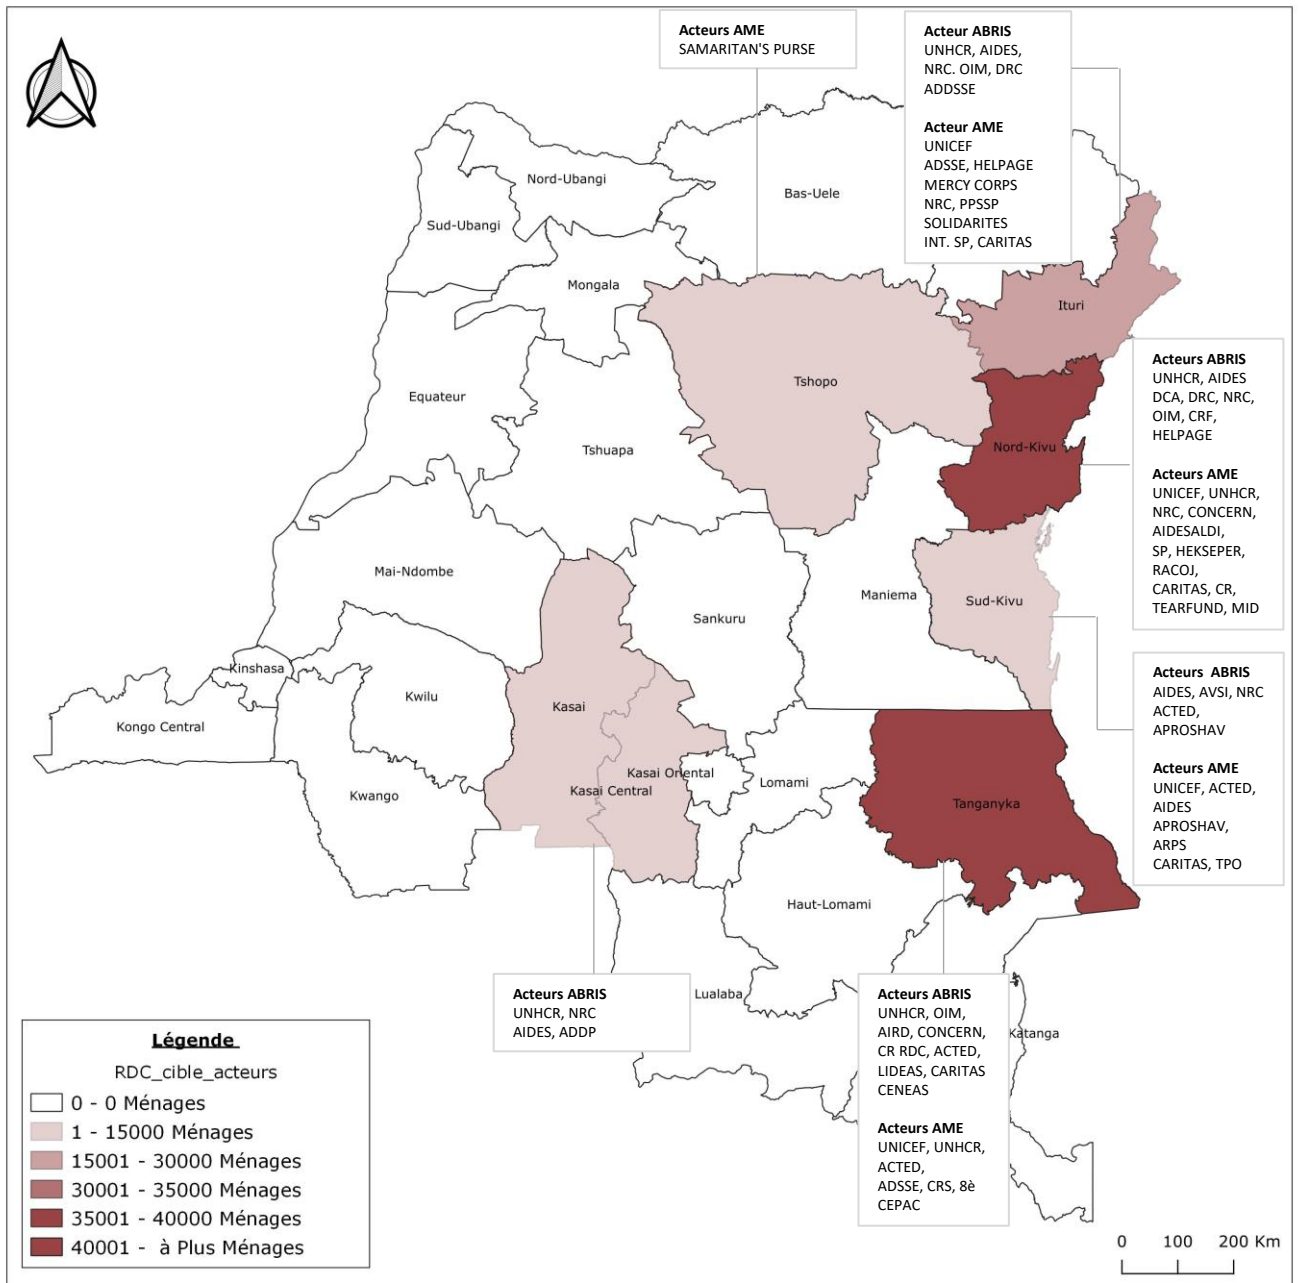 Acteurs AME
SAMARITAN'S PURSE
Acteur ABRIS
UNHCR, AIDES,
NRC. OIM, DRC
ADDSSE
Acteur AME
UNICEF
ADSSE, HELPAGE
MERCY CORPS
NRC, PPSSP
SOLIDARITES
INT. SP, CARITAS
Nord-Ubangi
Bas-Uele
Sud-Ubangi
Mongala
Ituri
Tshopo
Equateur
Tshuapa
Nord-Kivu
Acteurs ABRIS
UNHCR, AIDES
DCA, DRC, NRC,
OIM, CRF,
HELPAGE
Acteurs AME
UNICEF, UNHCR,
NRC, CONCERN,
AIDESALDI,
SP, HEKSEPER,
RACOJ,
CARITAS, CR,
TEARFUND, MID
Mai-Ndombe
Maniema
Sud-Kivu
Sankuru
Kinshasa
Kwilu
Kasai
Kongo Central
Acteurs  ABRIS
AIDES, AVSI, NRC
ACTED,
APROSHAV
Acteurs AME
UNICEF, ACTED,
AIDES
APROSHAV,
ARPS
CARITAS, TPO
Kasai Oriental
Lomami
Kasai Central
Kwango
Tanganyka
Haut-Lomami
Lualaba
Katanga
Acteurs ABRIS
UNHCR, NRC
AIDES, ADDP
Acteurs ABRIS
UNHCR, OIM,
AIRD, CONCERN,
CR RDC, ACTED,
LIDEAS, CARITAS
CENEAS
Acteurs AME
UNICEF, UNHCR,
ACTED,
ADSSE, CRS, 8è
CEPAC
Légende
RDC_cible_acteurs
0 - 0 Ménages
1 - 15000 Ménages
15001 - 30000 Ménages
30001 - 35000 Ménages
35001 - 40000 Ménages
40001 -  à Plus Ménages
0 100 200 Km